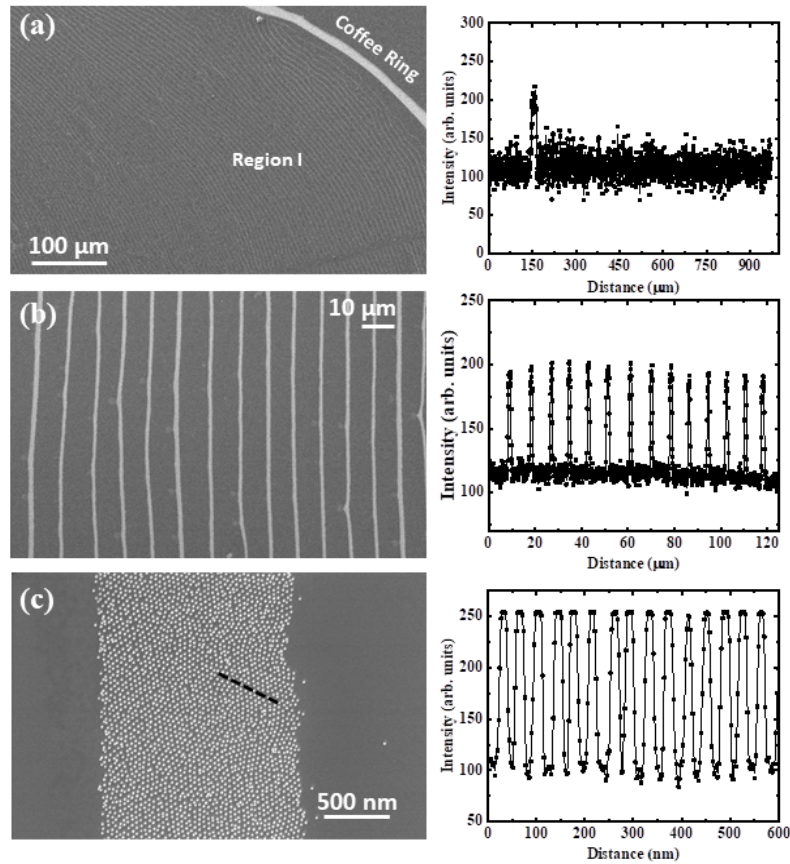 (a)
Coffee Ring
Region I
100 μm
300
250
200
150
100
50
0
Intensity (arb. units)
0 150 300 450 600 750 900
Distance (μm)
(b)
10 μm
250
200
150
100
Intensity (arb. units)
0 20 40 60 80 100 120
Distance (μm)
(c)
500 nm
250
200
150
100
50
Intensity (arb. units)
0 100 200 300 400 500 600
Distance (nm)